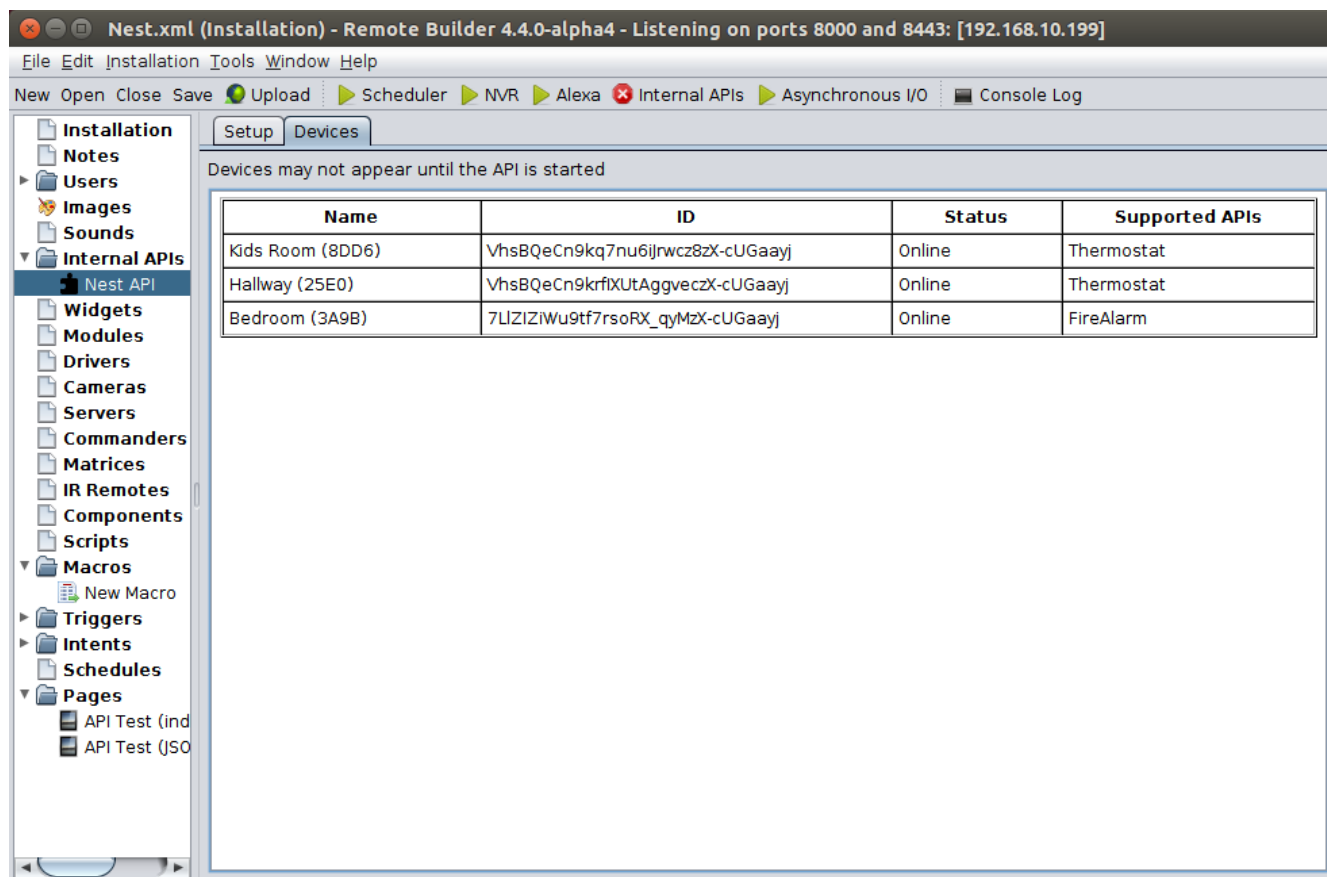 Nest.xml (Installation) - Remote Builder 4.4.0-alpha4 - Listening on ports 8000 and 8443: [192.168.10.199]
File Edit Installation Tools Window Help
New Open Close Save Upload Scheduler NVR Alexa Internal APIs Asynchronous I/O Console Log
Installation
Notes
Users
Images
Sounds
Internal APIs
Nest API
Widgets
Modules
Drivers
Cameras
Servers
Commanders
Matrices
IR Remotes
Components
Scripts
Macros
New Macro
Triggers
Intents
Schedules
Pages
API Test (ind
API Test (JSO
Setup Devices
Devices may not appear until the API is started
Name ID Status Supported APIs
Kids Room (8DD6) VhsBQeCn9kq7nu6iJrwcz8zX-cUGaayj Online Thermostat
Hallway (25E0) VhsBQeCn9krfIXUtAggveczX-cUGaayj Online Thermostat
Bedroom (3A9B) 7LlZIZiWu9tf7rsoRX_qyMzX-cUGaayj Online FireAlarm